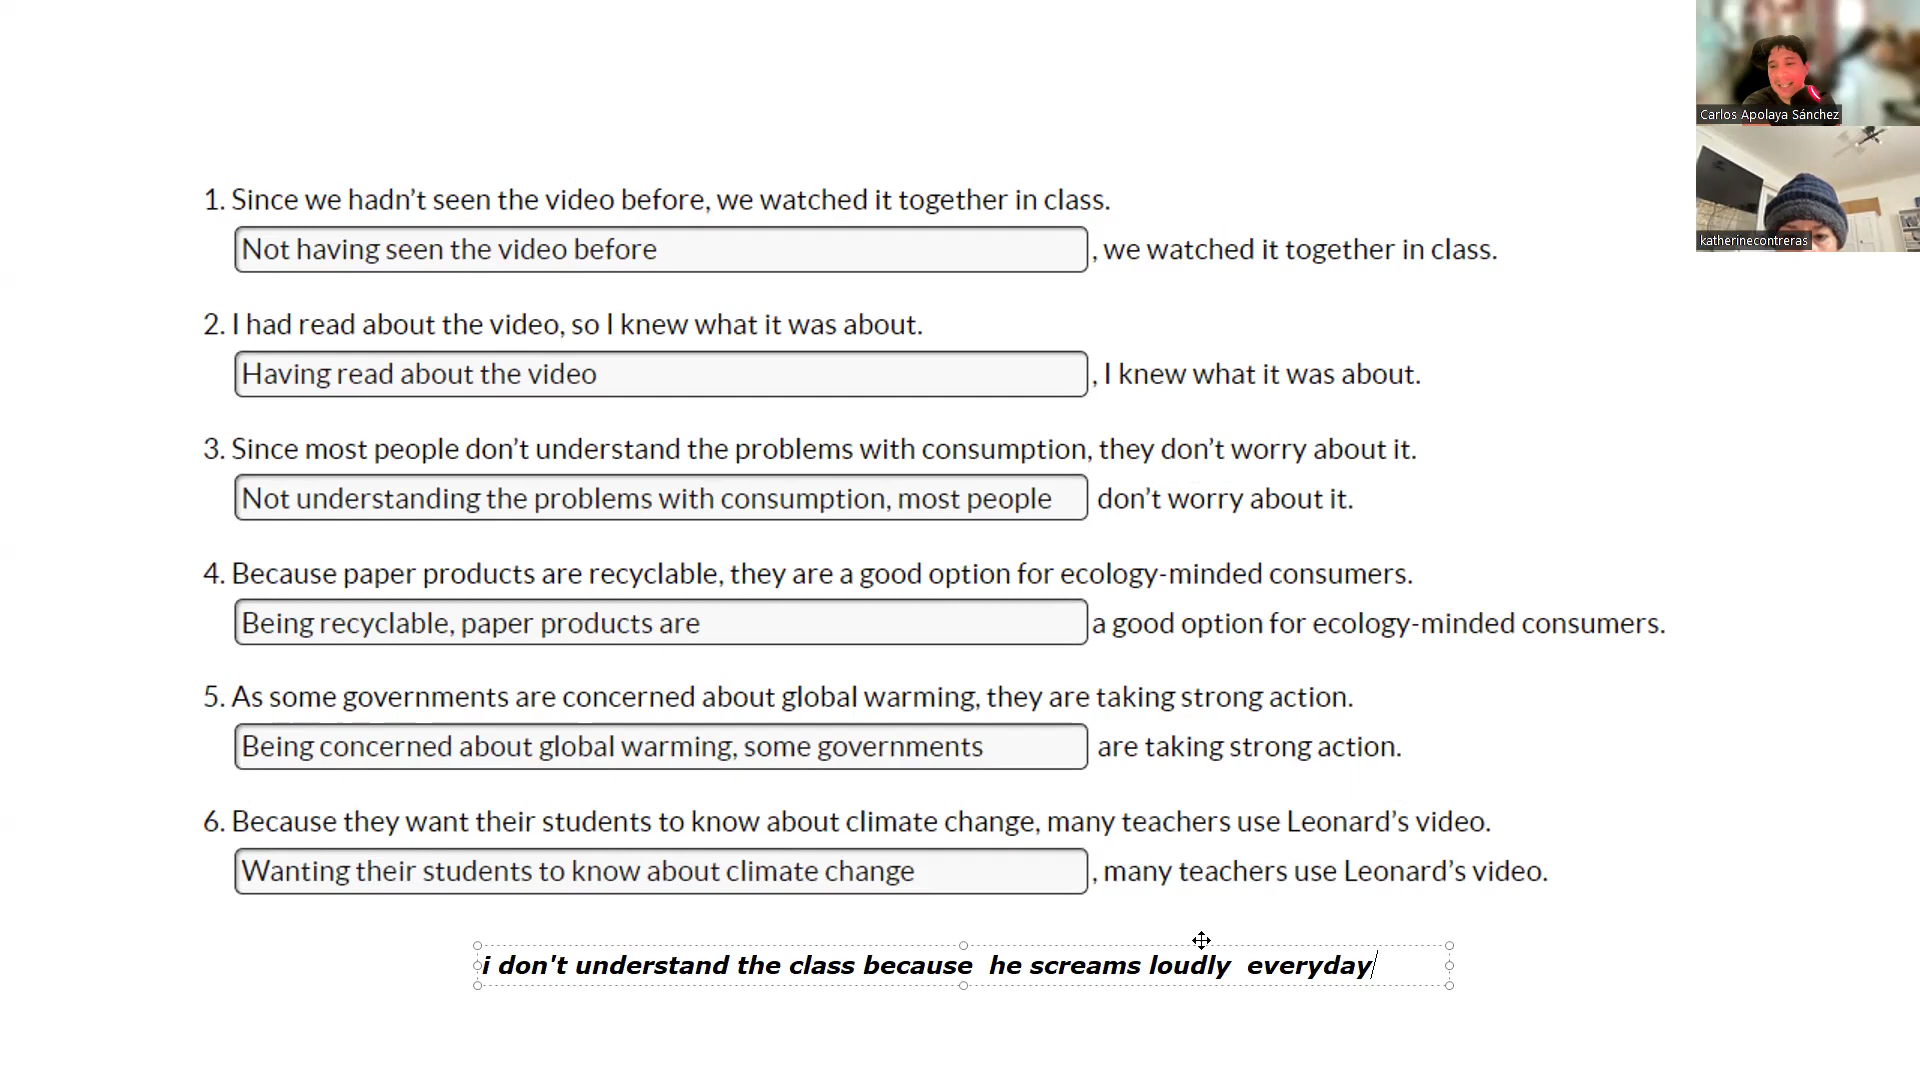 Carlos Apolaya Sánchez
katherinecontreras
1. Since we hadn’t seen the video before, we watched it together in class.
Not having seen the video before , we watched it together in class.
2. I had read about the video, so I knew what it was about.
Having read about the video , I knew what it was about.
3. Since most people don’t understand the problems with consumption, they don’t worry about it.
Not understanding the problems with consumption, most people don’t worry about it.
4. Because paper products are recyclable, they are a good option for ecology-minded consumers.
Being recyclable, paper products are a good option for ecology-minded consumers.
5. As some governments are concerned about global warming, they are taking strong action.
Being concerned about global warming, some governments are taking strong action.
6. Because they want their students to know about climate change, many teachers use Leonard’s video.
Wanting their students to know about climate change , many teachers use Leonard’s video.
i don't understand the class because he screams loudly everyday